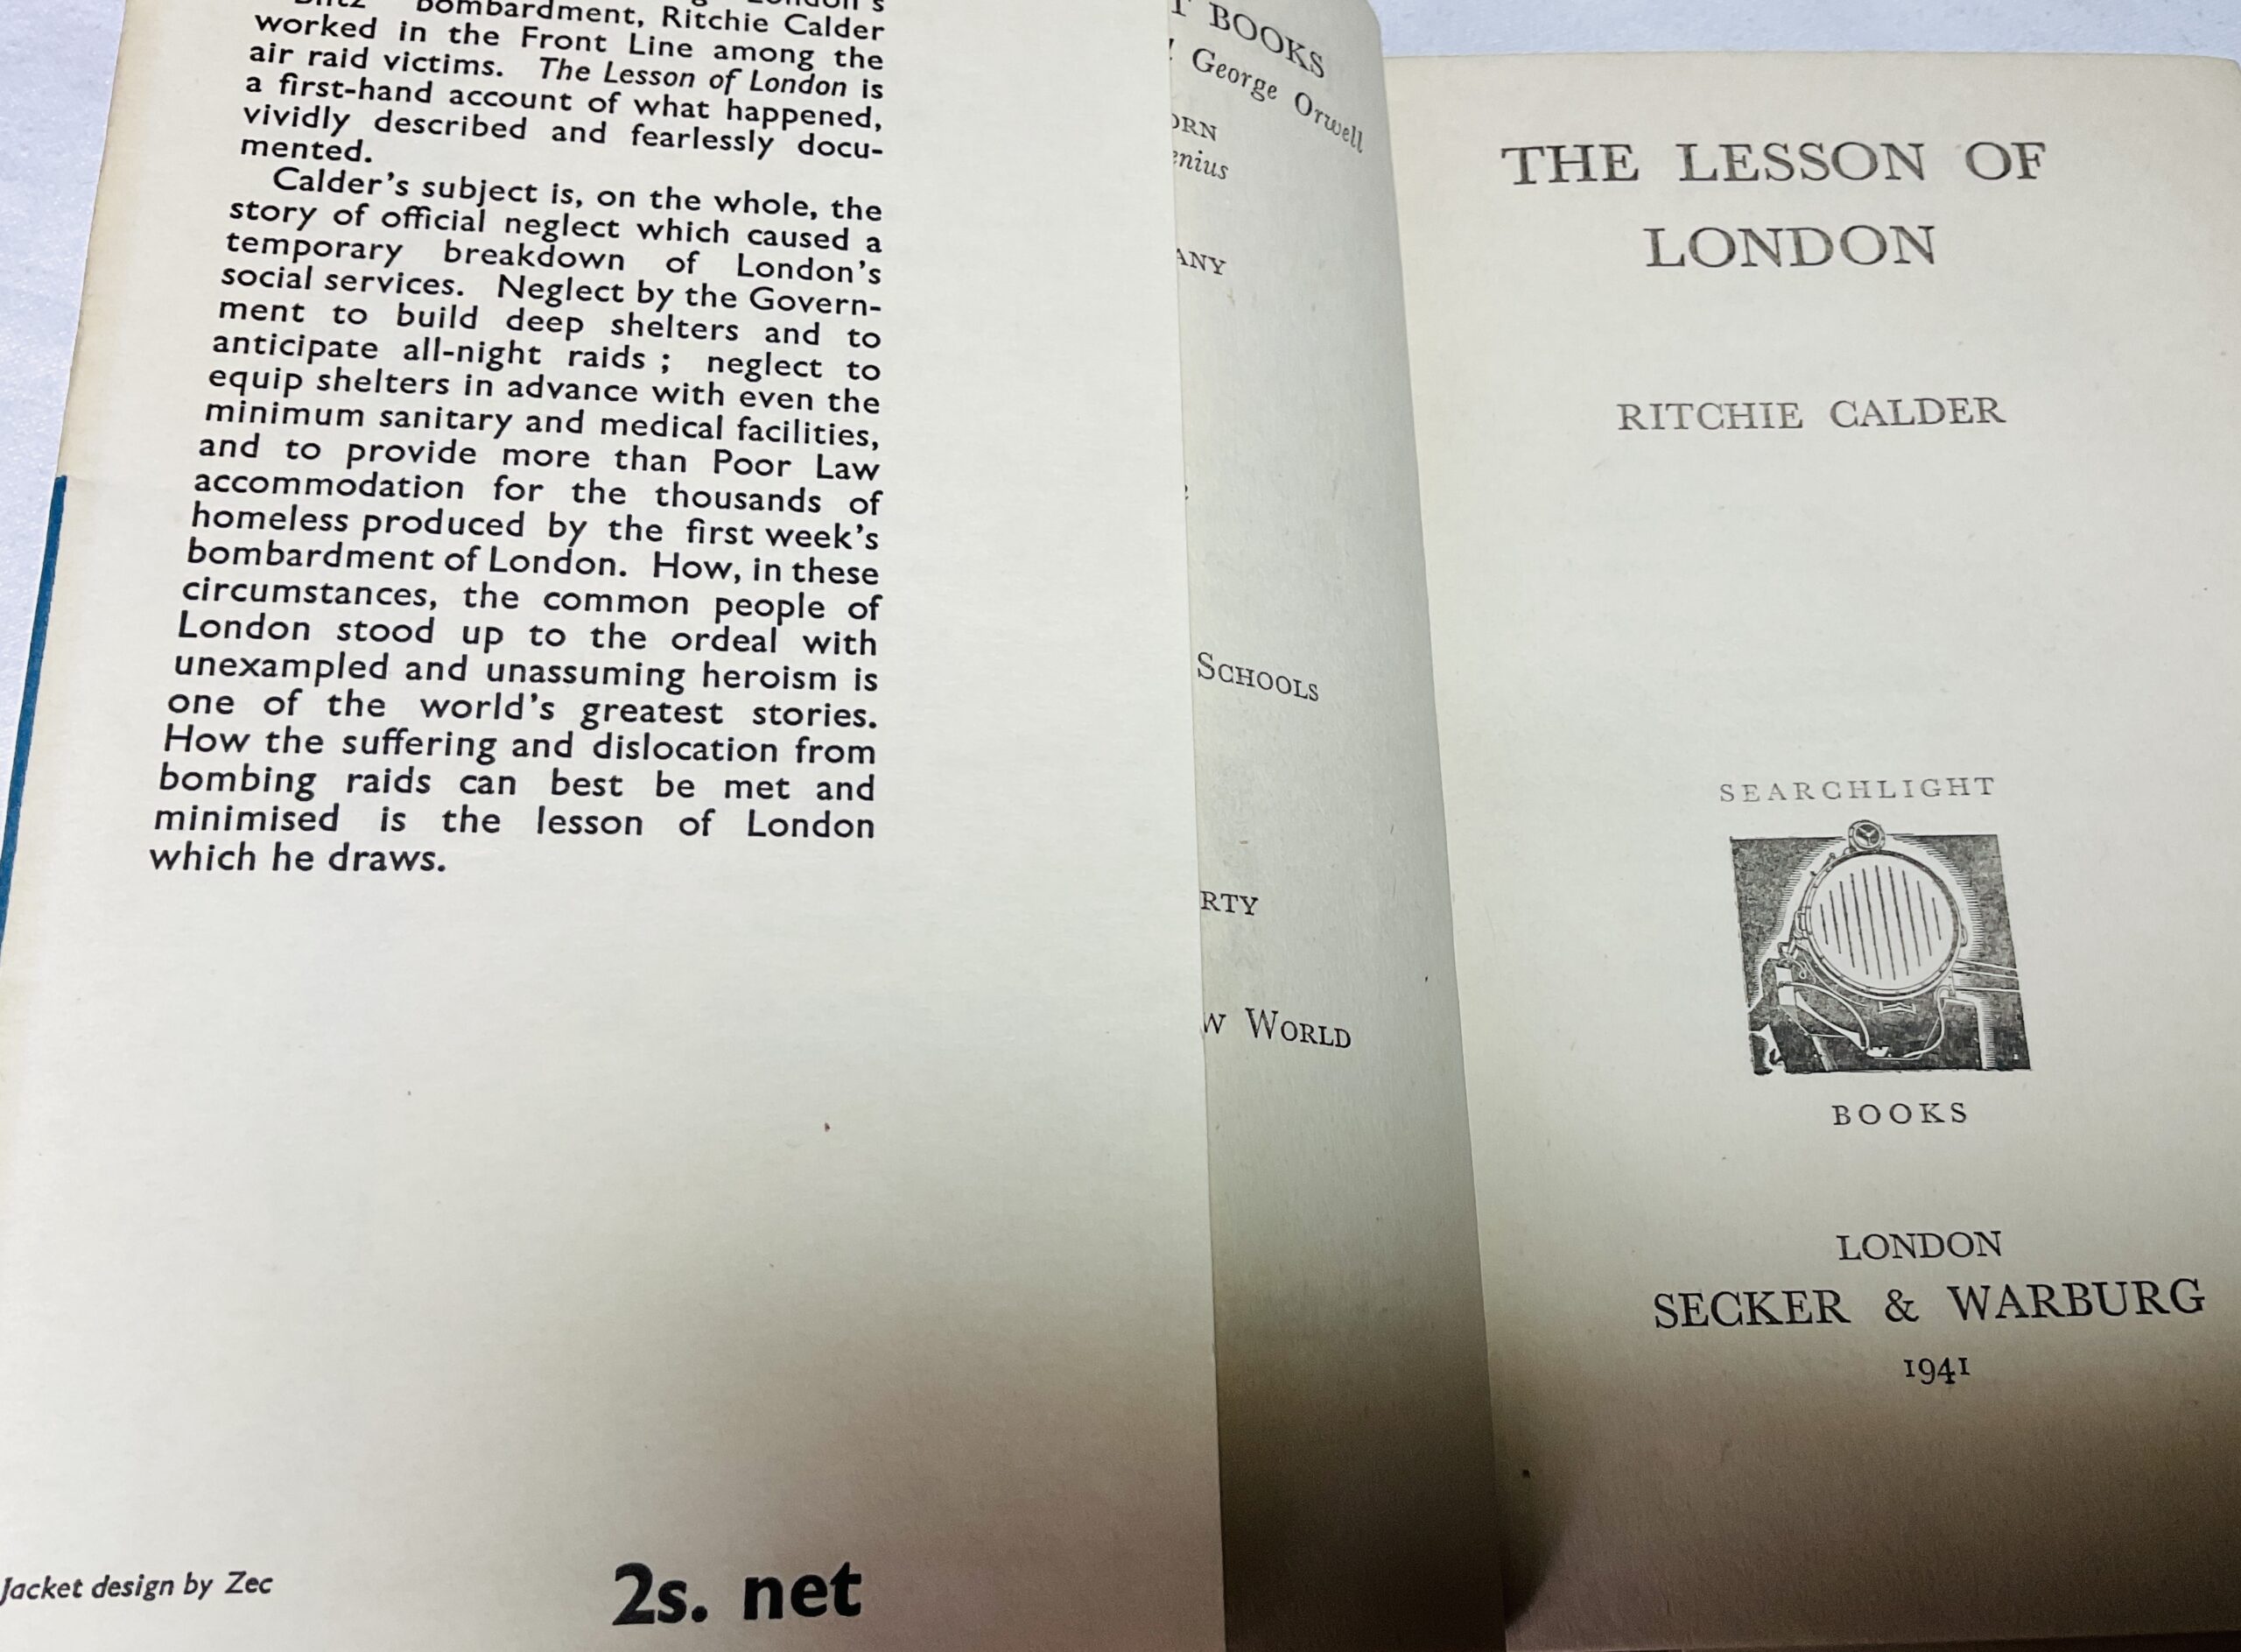 bombardment, Ritchie Calder
worked in the Front Line among the
air raid victims. The Lesson of London is
a first-hand account of what happened,
vividly described and fearlessly docu-
mented.
Calder's subject is, on the whole, the
story of official neglect which caused a
temporary breakdown of London's
social services. Neglect by the Govern-
ment to build deep shelters and to
anticipate all-night raids ; neglect to
equip shelters in advance with even the
minimum sanitary and medical facilities,
and to provide more than Poor Law
accommodation for the thousands of
homeless produced by the first week's
bombardment of London. How, in these
circumstances, the common people of
London stood up to the ordeal with
unexampled and unassuming heroism is
one of the world's greatest stories.
How the suffering and dislocation from
bombing raids can best be met and
minimised is the lesson of London
which he draws.
Jacket design by Zec
2s. net
BOOKS
George Orwell
SCHOOLS
WORLD
THE LESSON OF
LONDON
RITCHIE CALDER
SEARCHLIGHT
BOOKS
LONDON
SECKER & WARBURG
1941